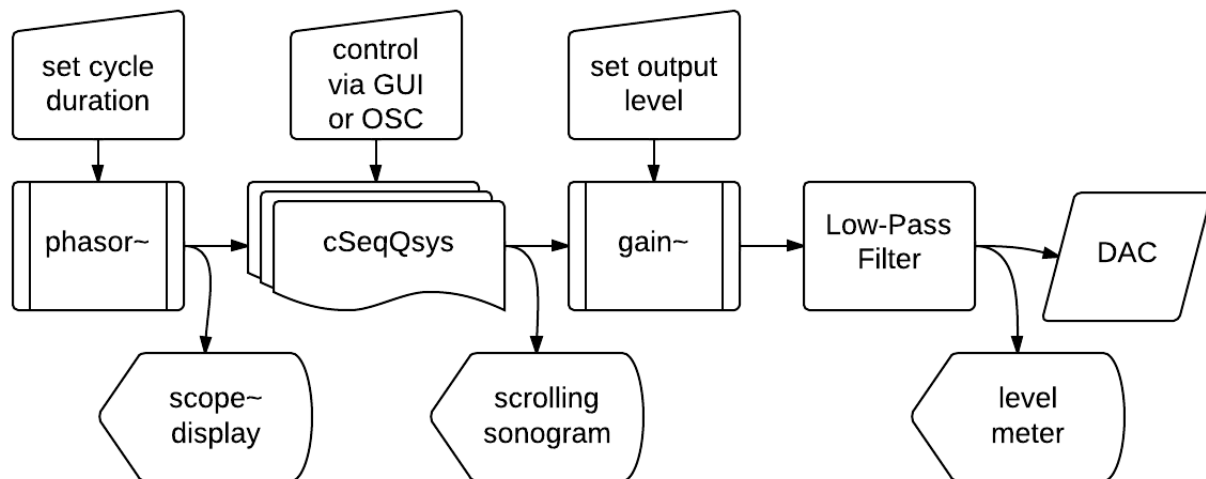 set cycle
duration
control
via GUI
or OSC
set output
level
phasor~
cSeqQsys
gain~
Low-Pass
Filter
DAC
scope~
display
scrolling
sonogram
level
meter